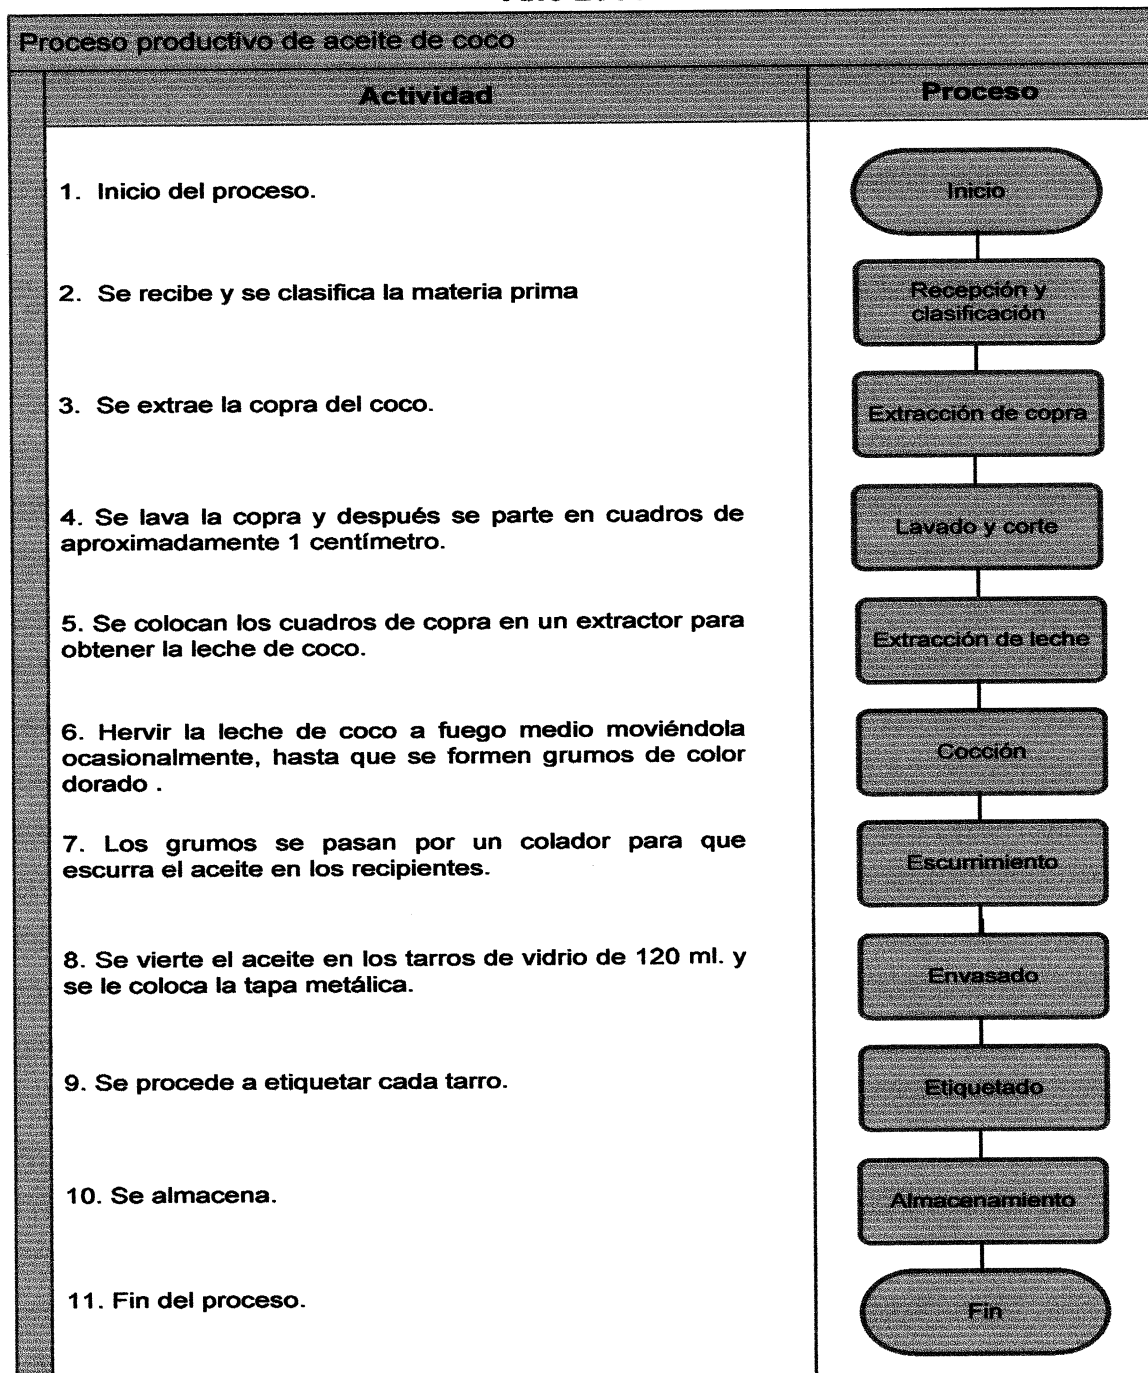 Proceso productivo de aceite de coco
Actividad
Proceso
1. Inicio del proceso.
Inicio
2. Se recibe y se clasifica la materia prima
Recepción y
clasificación
3. Se extrae la copra del coco.
Extracción de copra
4. Se lava la copra y después se parte en cuadros de
aproximadamente 1 centímetro.
Lavado y corte
5. Se colocan los cuadros de copra en un extractor para
obtener la leche de coco.
Extracción de leche
6. Hervir la leche de coco a fuego medio moviéndola
ocasionalmente, hasta que se formen grumos de color
dorado .
Cocción
7. Los grumos se pasan por un colador para que
escurra el aceite en los recipientes.
Escurrimiento
8. Se vierte el aceite en los tarros de vidrio de 120 ml. y
se le coloca la tapa metálica.
Envasado
9. Se procede a etiquetar cada tarro.
Etiquetado
10. Se almacena.
Almacenamiento
11. Fin del proceso.
Fin